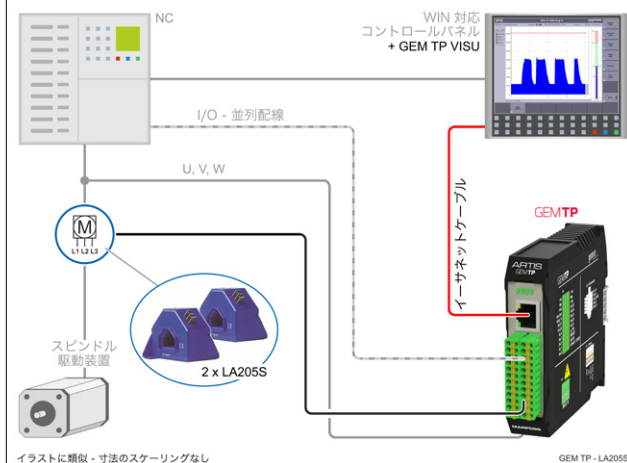 NC
WIN 対応
コントロールパネル
+ GEM TP VISU
I/O - 並列配線
U, V, W
イーサネットケーブル
GEMTP
M
L1 L2 L3
ARTIS
GEMTP
スピンドル
駆動装置
2 x LA205S
MARPOSS
イラストに類似 - 寸法のスケーリングなし
GEM TP - LA205S